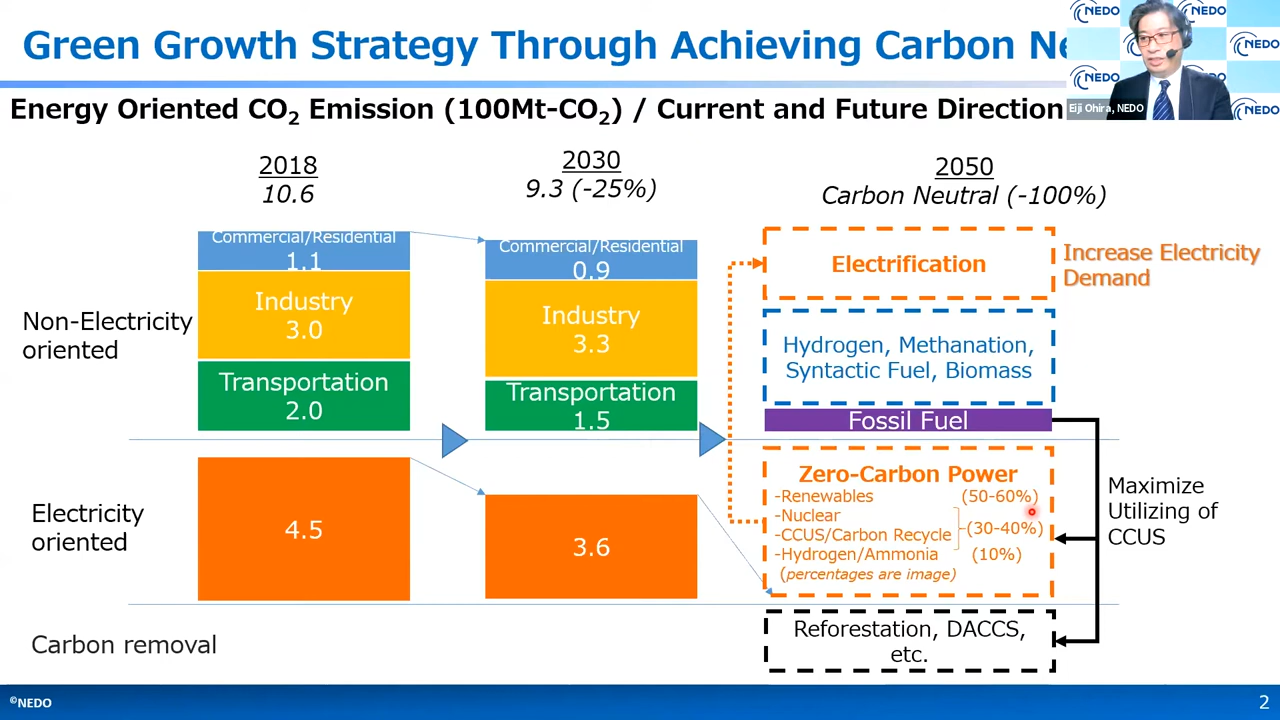 Green Growth Strategy Through Achieving Carbon Ne
NEDO
NEDO
NEDO
NEDO
NEDO
Eiji Ohira, NEDO
Energy Oriented CO₂ Emission (100Mt-CO₂) / Current and Future Direction
2018
10.6
2030
9.3 (-25%)
2050
Carbon Neutral (-100%)
Non-Electricity
oriented
Commercial/Residential
1.1
Industry
3.0
Transportation
2.0
Commercial/Residential
0.9
Industry
3.3
Transportation
1.5
Electrification
Increase Electricity
Demand
Hydrogen, Methanation,
Syntactic Fuel, Biomass
Fossil Fuel
Electricity
oriented
4.5
3.6
Zero-Carbon Power
-Renewables (50-60%)
-Nuclear
-CCUS/Carbon Recycle (30-40%)
-Hydrogen/Ammonia (10%)
(percentages are image)
Maximize
Utilizing of
CCUS
Carbon removal
Reforestation, DACCS,
etc.
©NEDO
2